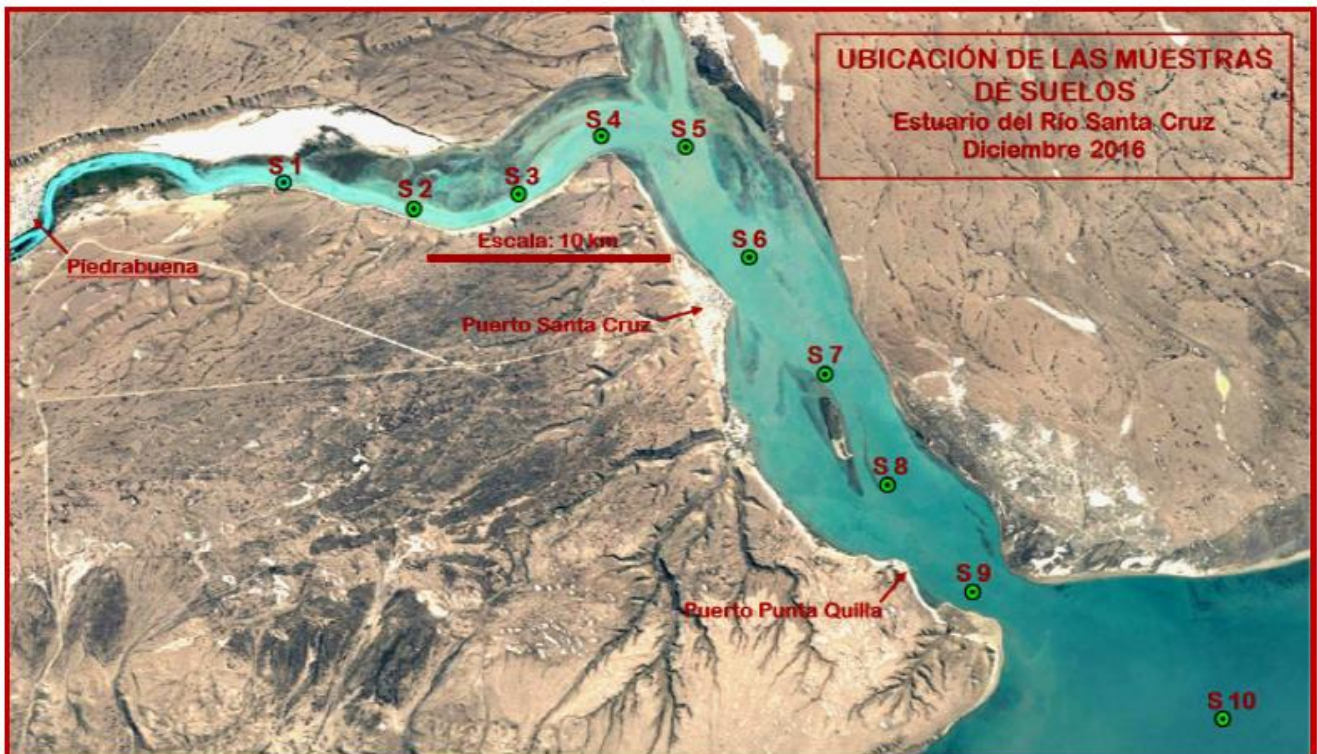 UBICACIÓN DE LAS MUESTRAS
DE SUELOS
Estuario del Río Santa Cruz
Diciembre 2016
S 4
S 5
S 1
S 3
S 2
Escala: 10 km
S 6
Piedrabuena
Puerto Santa Cruz
S 7
S 8
S 9
Puerto Punta Quilla
S 10